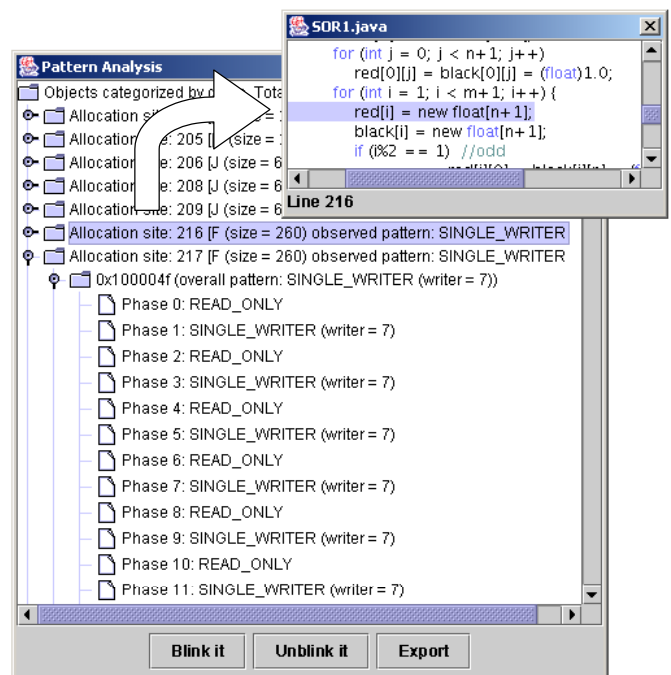 SOR1.java
for (int j = 0; j < n+1; j++)
red[0][j] = black[0][j] = (float)1.0;
for (int i = 1; i < m+1; i++) {
red[i] = new float[n+1];
black[i] = new float[n+1];
if (i%2 == 1) //odd
Line 216
Pattern Analysis
Objects categorized by
Allocation
Allocation site: 205 [J (size =
Allocation site: 206 [J (size = 6
Allocation site: 208 [J (size = 6
Allocation site: 209 [J (size = 6
Allocation site: 216 [F (size = 260) observed pattern: SINGLE_WRITER
Allocation site: 217 [F (size = 260) observed pattern: SINGLE_WRITER
0x100004f (overall pattern: SINGLE_WRITER (writer = 7))
Phase 0: READ_ONLY
Phase 1: SINGLE_WRITER (writer = 7)
Phase 2: READ_ONLY
Phase 3: SINGLE_WRITER (writer = 7)
Phase 4: READ_ONLY
Phase 5: SINGLE_WRITER (writer = 7)
Phase 6: READ_ONLY
Phase 7: SINGLE_WRITER (writer = 7)
Phase 8: READ_ONLY
Phase 9: SINGLE_WRITER (writer = 7)
Phase 10: READ_ONLY
Phase 11: SINGLE_WRITER (writer = 7)
Blink it
Unblink it
Export